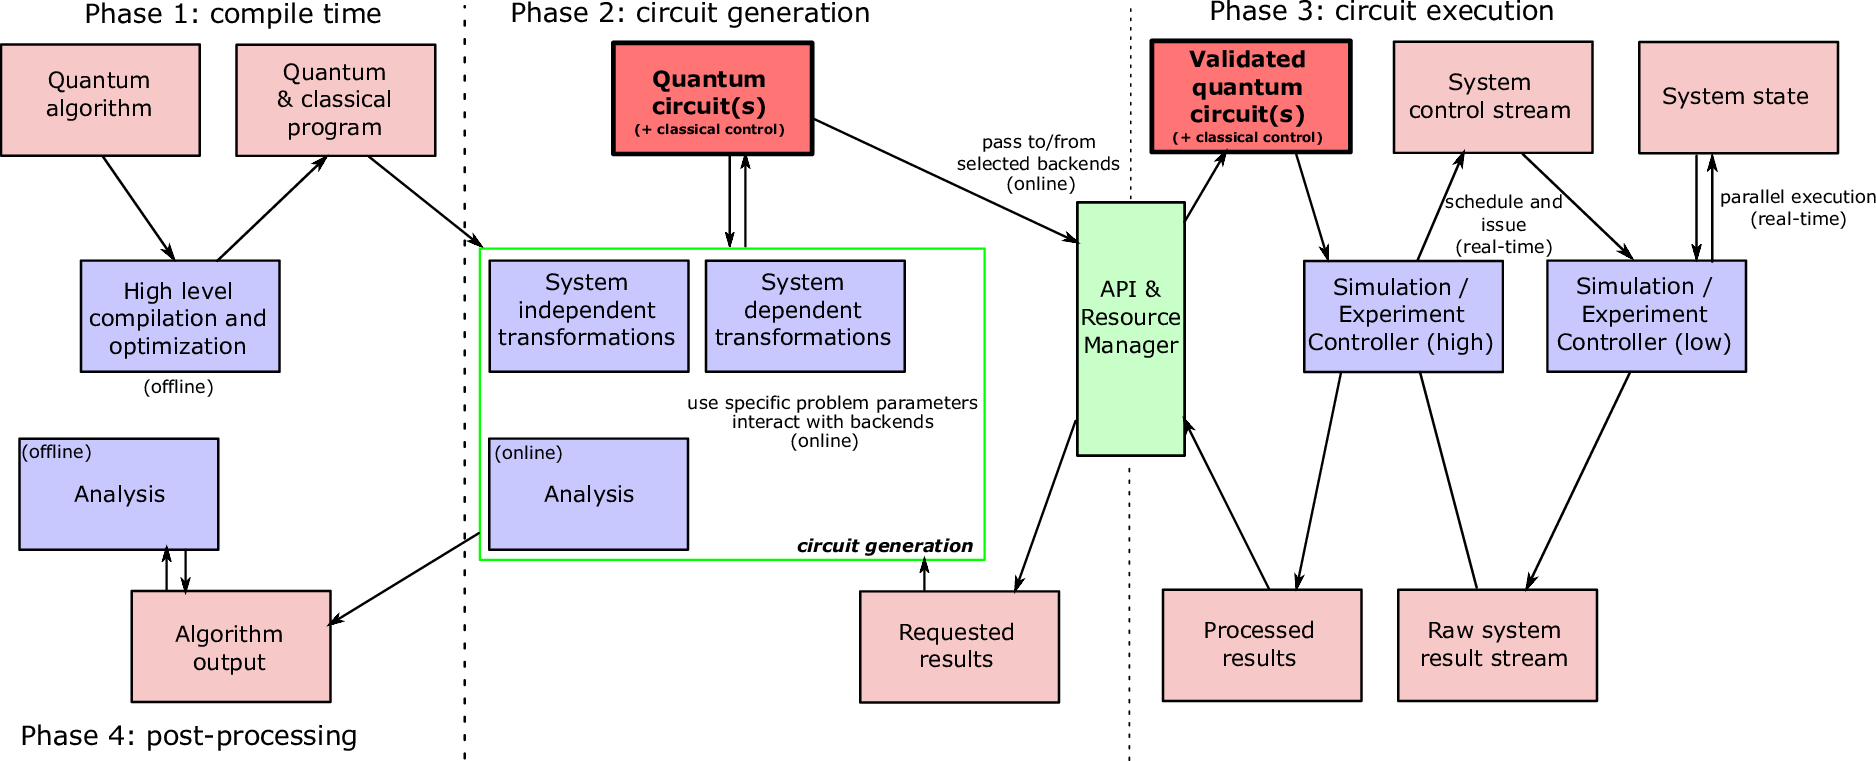 Phase 1: compile time
Quantum
algorithm
Quantum
& classical
program
High level
compilation and
optimization
(offline)
(offline)
Analysis
Algorithm
output
Phase 4: post-processing
Phase 2: circuit generation
Quantum
circuit(s)
(+ classical control)
pass to/from
selected backends
(online)
System
independent
transformations
System
dependent
transformations
use specific problem parameters
interact with backends
(online)
(online)
Analysis
circuit generation
Requested
results
API &
Resource
Manager
Phase 3: circuit execution
Validated
quantum
circuit(s)
(+ classical control)
System
control stream
System state
schedule and
issue
(real-time)
parallel execution
(real-time)
Simulation /
Experiment
Controller (high)
Simulation /
Experiment
Controller (low)
Processed
results
Raw system
result stream